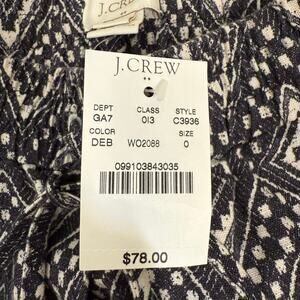 J.CREW
J.CREW
DEPT CLASS STYLE
GA7 013 C3936
COLOR SIZE
DEB WO2088 0
099103843035
$78.00